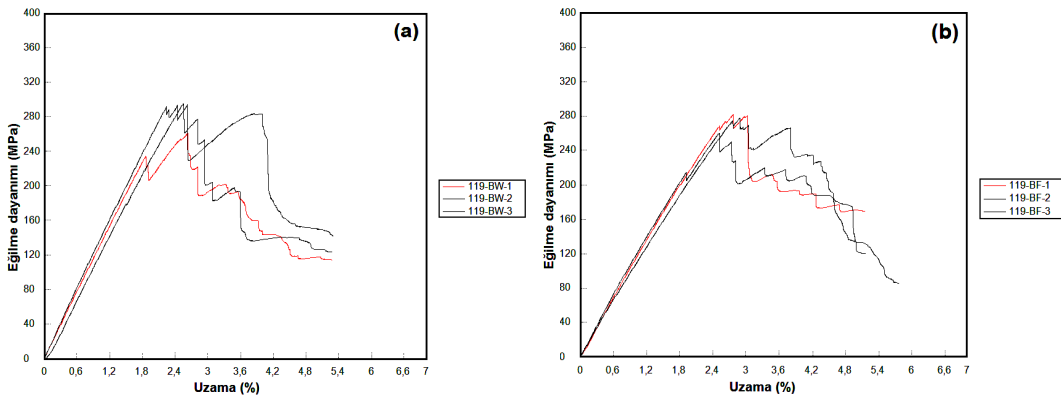 (a)
Eğilme dayanımı (MPa)
400
360
320
280
240
200
160
120
80
40
0
0 0,6 1,2 1,8 2,4 3 3,6 4,2 4,8 5,4 6 6,6 7
Uzama (%)
119-BW-1
119-BW-2
119-BW-3
(b)
Eğilme dayanımı (MPa)
400
360
320
280
240
200
160
120
80
40
0
0 0,6 1,2 1,8 2,4 3 3,6 4,2 4,8 5,4 6 6,6 7
Uzama (%)
119-BF-1
119-BF-2
119-BF-3